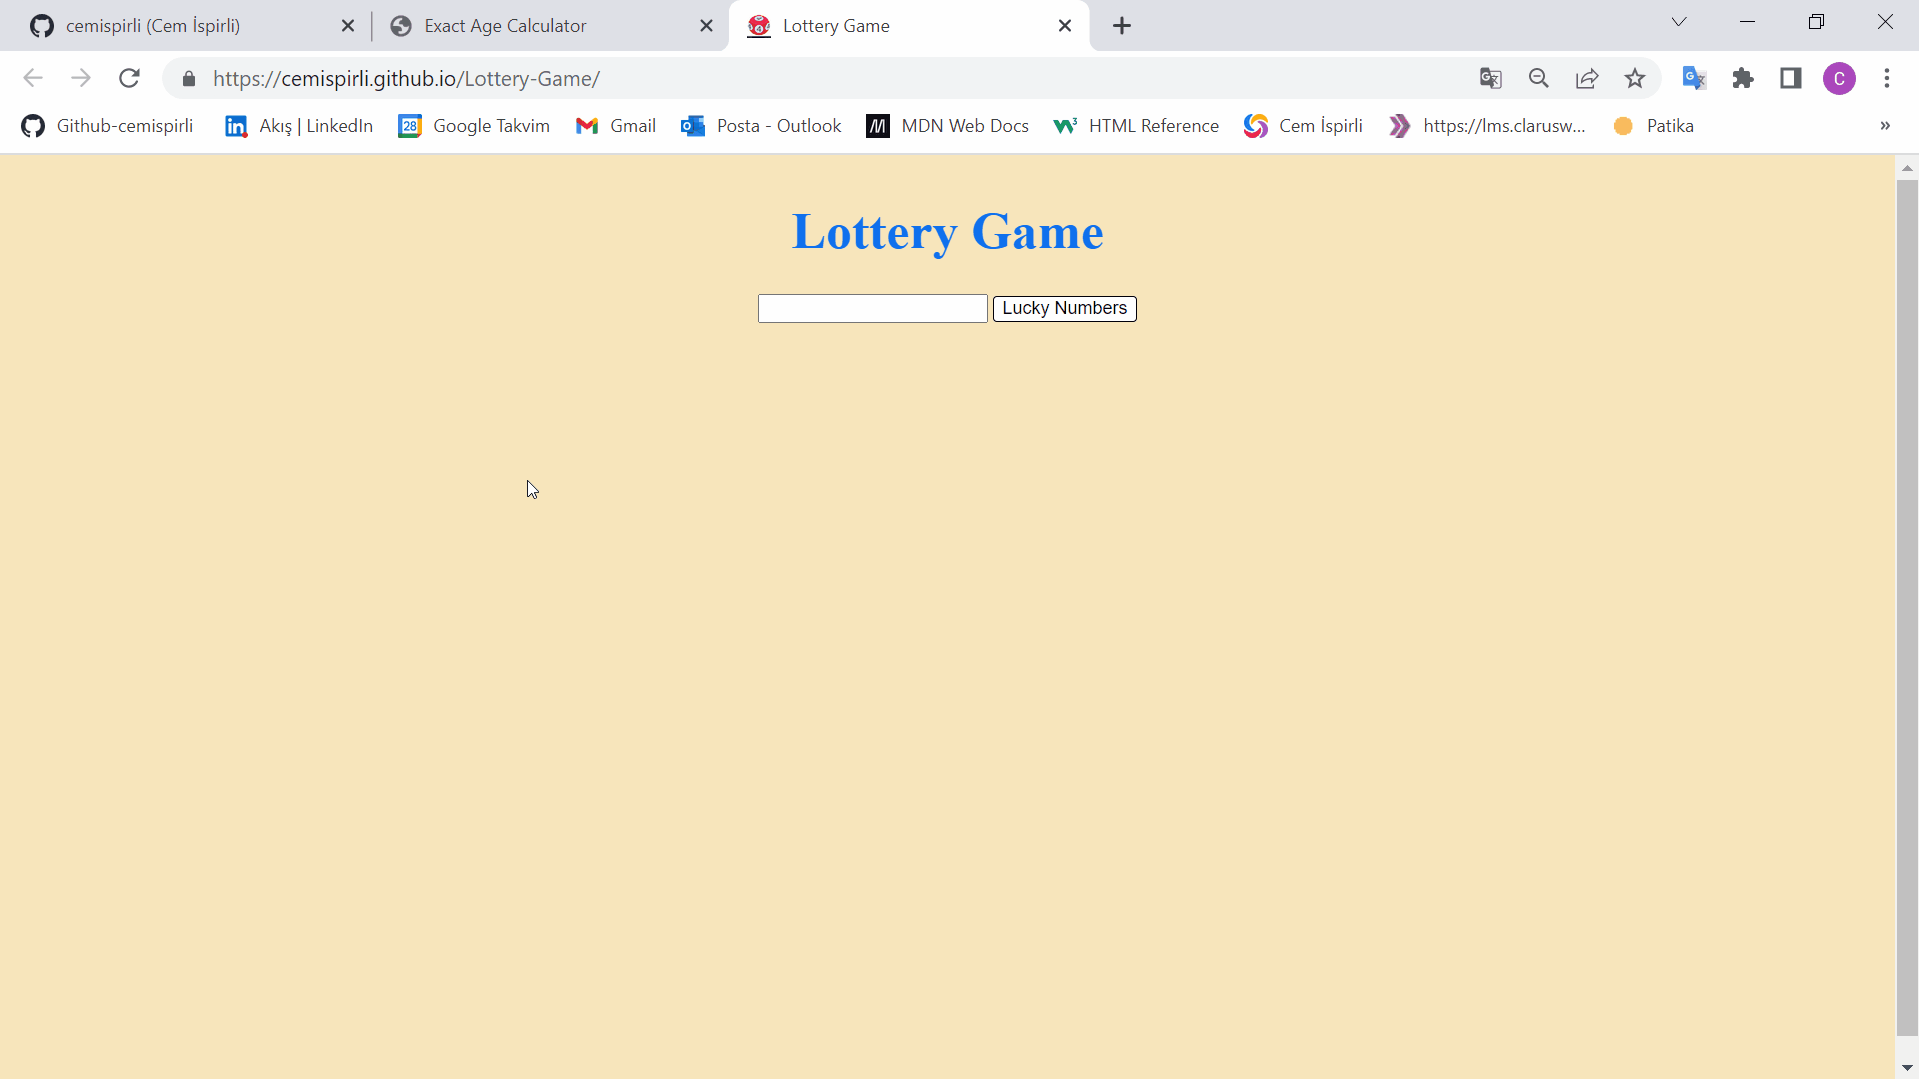 cemispirli (Cem İspirli)
Exact Age Calculator
Lottery Game
https://cemispirli.github.io/Lottery-Game/
C
Github-cemispirli
Akış | LinkedIn
28
Google Takvim
Gmail
Posta - Outlook
MDN Web Docs
HTML Reference
Cem İspirli
https://lms.clarusw...
Patika
»
Lottery Game
Lucky Numbers